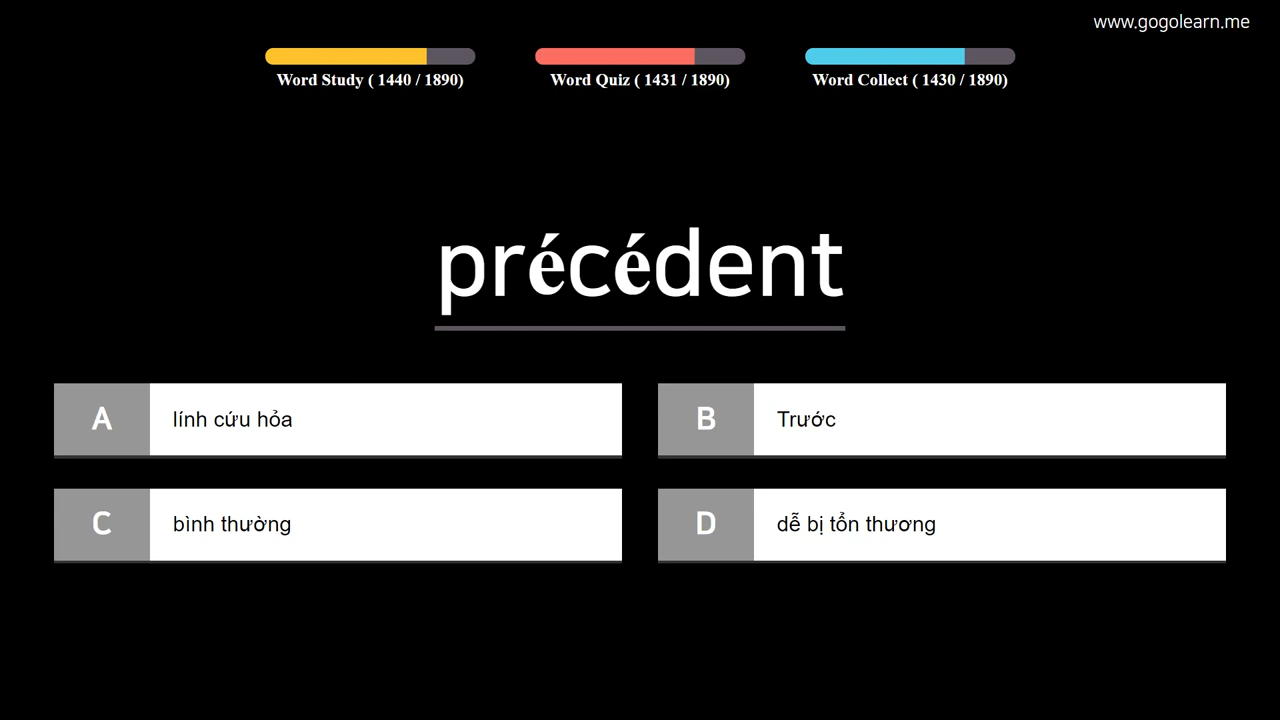 www.gogolearn.me
Word Study ( 1440 / 1890)
Word Quiz ( 1431 / 1890)
Word Collect ( 1430 / 1890)
précédent
A
lính cứu hỏa
B
Trước
C
bình thường
D
dễ bị tổn thương